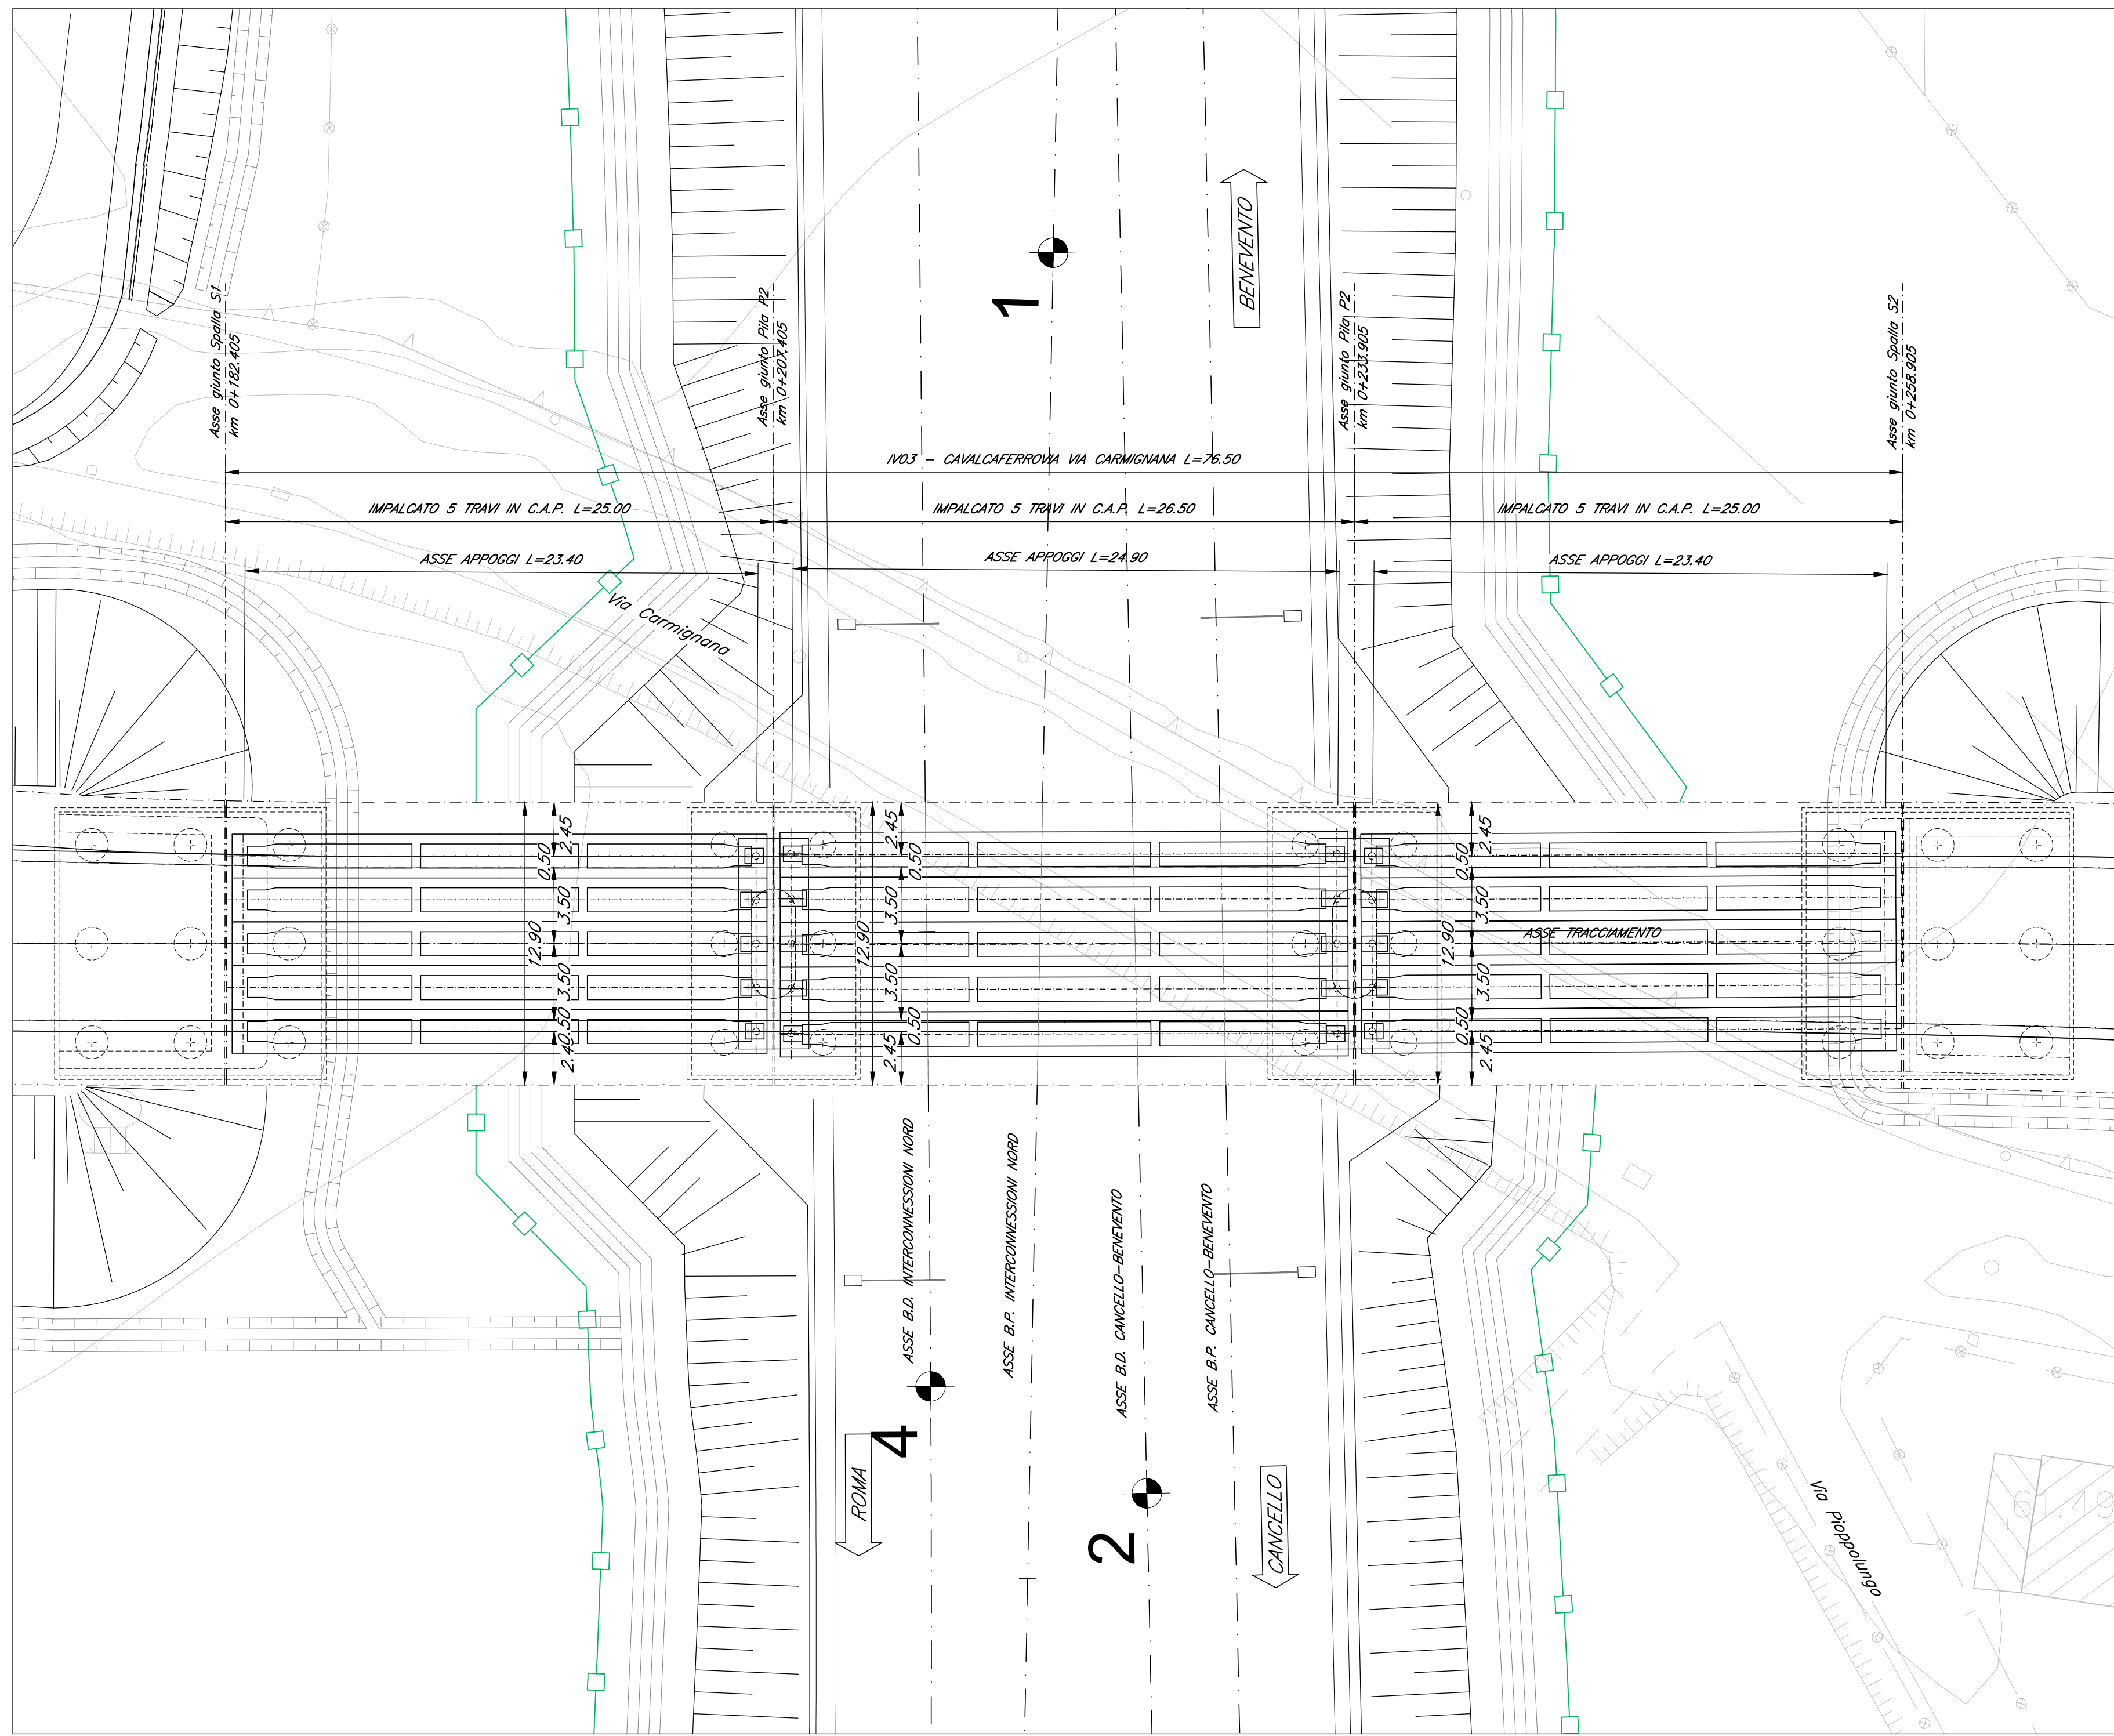 BENEVENTO
1
Asse giunto Spalla S1
km 0+182.405
Asse giunto Pila P2
km 0+207.405
Asse giunto Pila P2
km 0+233.905
Asse giunto Spalla S2
km 0+258.905
IV03 - CAVALCAFERROVIA VIA CARMIGNANA L=76.50
IMPALCATO 5 TRAVI IN C.A.P. L=25.00
IMPALCATO 5 TRAVI IN C.A.P. L=26.50
IMPALCATO 5 TRAVI IN C.A.P. L=25.00
ASSE APPOGGI L=23.40
ASSE APPOGGI L=24.90
ASSE APPOGGI L=23.40
Via Carmignana
2.45
0.50
3.50
12.90
3.50
0.50
2.40
2.45
0.50
3.50
12.90
3.50
0.50
2.45
2.45
0.50
3.50
12.90
3.50
0.50
2.45
ASSE TRACCIAMENTO
ASSE B.D. INTERCONNESSIONI NORD
ASSE B.P. INTERCONNESSIONI NORD
ASSE B.D. CANCELLO-BENEVENTO
ASSE B.P. CANCELLO-BENEVENTO
4
ROMA
2
CANCELLO
Via Pioppolungo
61.49